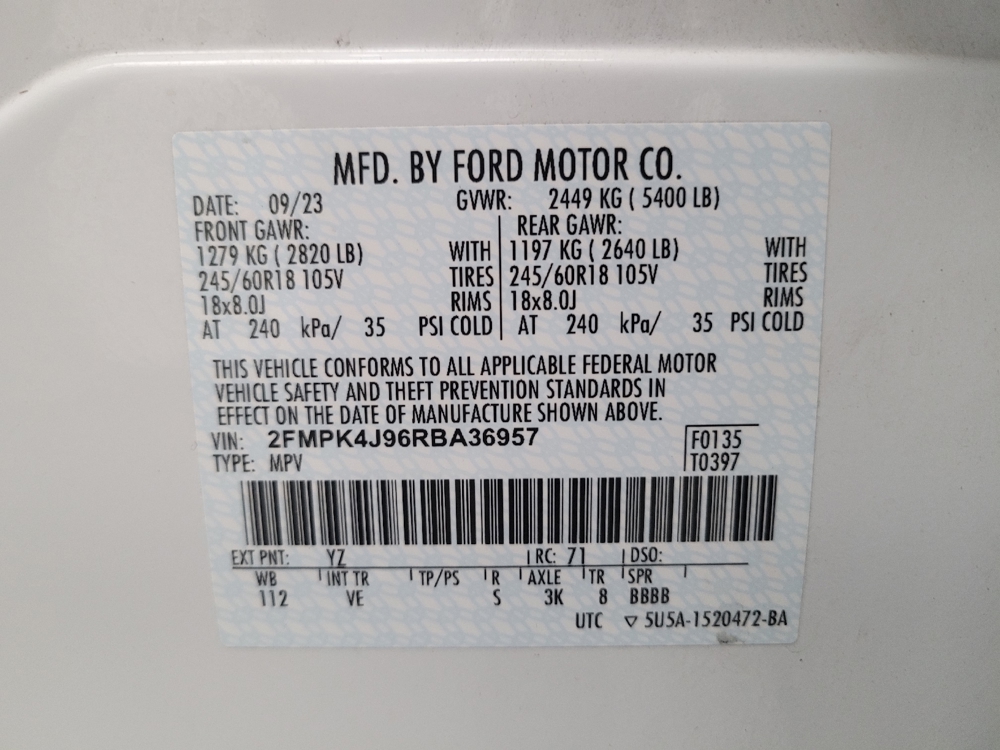 MFD. BY FORD MOTOR CO.
DATE: 09/23 GVWR: 2449 KG ( 5400 LB)
FRONT GAWR: REAR GAWR:
1279 KG ( 2820 LB) WITH 1197 KG ( 2640 LB) WITH
245/60R18 105V TIRES 245/60R18 105V TIRES
18x8.0J RIMS 18x8.0J RIMS
AT 240 kPa/ 35 PSI COLD AT 240 kPa/ 35 PSI COLD
THIS VEHICLE CONFORMS TO ALL APPLICABLE FEDERAL MOTOR
VEHICLE SAFETY AND THEFT PREVENTION STANDARDS IN
EFFECT ON THE DATE OF MANUFACTURE SHOWN ABOVE.
VIN: 2FMPK4J96RBA36957 F0135
TYPE: MPV T0397
EXT PNT: YZ RC: 71 DSO:
WB INT TR TP/PS R AXLE TR SPR
112 VE S 3K 8 BBBB
UTC ▽ 5U5A-1520472-BA